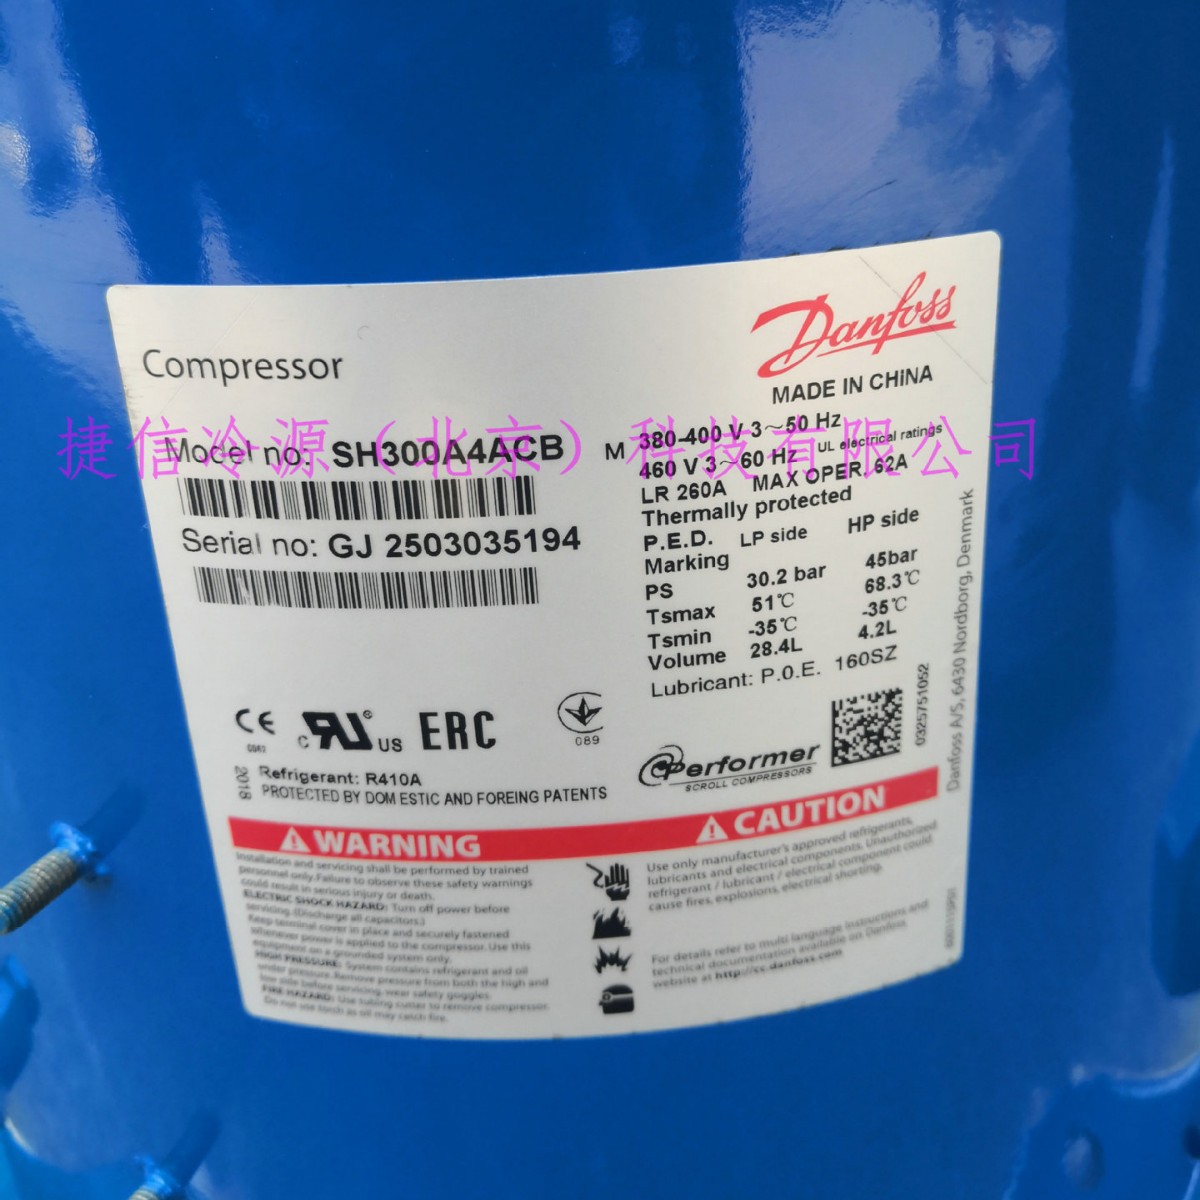 Danfoss
MADE IN CHINA
Compressor
捷信冷源（北京）科技有限公司
Model no: SH300A4ACB
Serial no: GJ 2503035194
M 380-400 V 3~50 Hz
460 V 3~60 Hz UL electrical ratings
LR 260A MAX OPER. 62A
Thermally protected
P.E.D. LP side HP side
Marking
PS 30.2 bar 45bar
Tsmax 51℃ 68.3℃
Tsmin -35℃ -35℃
Volume 28.4L 4.2L
Lubricant: P.O.E. 160SZ
CE
C RU ® US ERC
089
2018
Refrigerant: R410A
PROTECTED BY DOM ESTIC AND FOREING PATENTS
Performer
SCROLL COMPRESSORS
0325751052
Danfoss A/S, 6430 Nordborg, Denmark
WARNING
Installation and servicing shall be performed by trained
personnel only. Failure to observe these safety warnings
could result in serious injury or death.
ELECTRIC SHOCK HAZARD: Turn off power before
servicing. (Discharge all capacitors.)
Keep terminal cover in place and securely fastened
whenever power is applied to the compressor. Use this
equipment on a grounded system only.
HIGH PRESSURE: System contains refrigerant and oil
under pressure. Remove pressure from both the high and
low side before servicing, wear safety goggles.
FIRE HAZARD: Use tubing cutter to remove compressor.
Do not use torch as oil may catch fire.
CAUTION
Use only manufacturer's approved refrigerants,
lubricants and electrical components. Unauthorized
refrigerant / lubricant / electrical component could
cause fires, explosions, electrical shorting.
For details refer to multi language Instructions and
technical documentation available on Danfoss
website at http://cc.danfoss.com